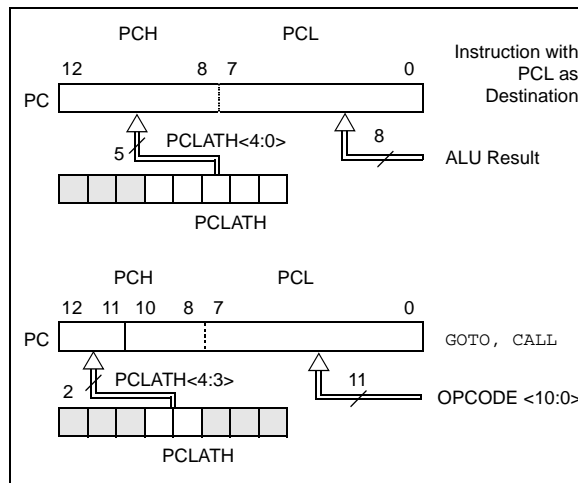 PCH PCL
12 8 7 0
Instruction with
PCL as
Destination
PC
5 PCLATH<4:0> 8
ALU Result
PCLATH
PCH PCL
12 11 10 8 7 0
PC GOTO, CALL
2 PCLATH<4:3> 11
OPCODE <10:0>
PCLATH